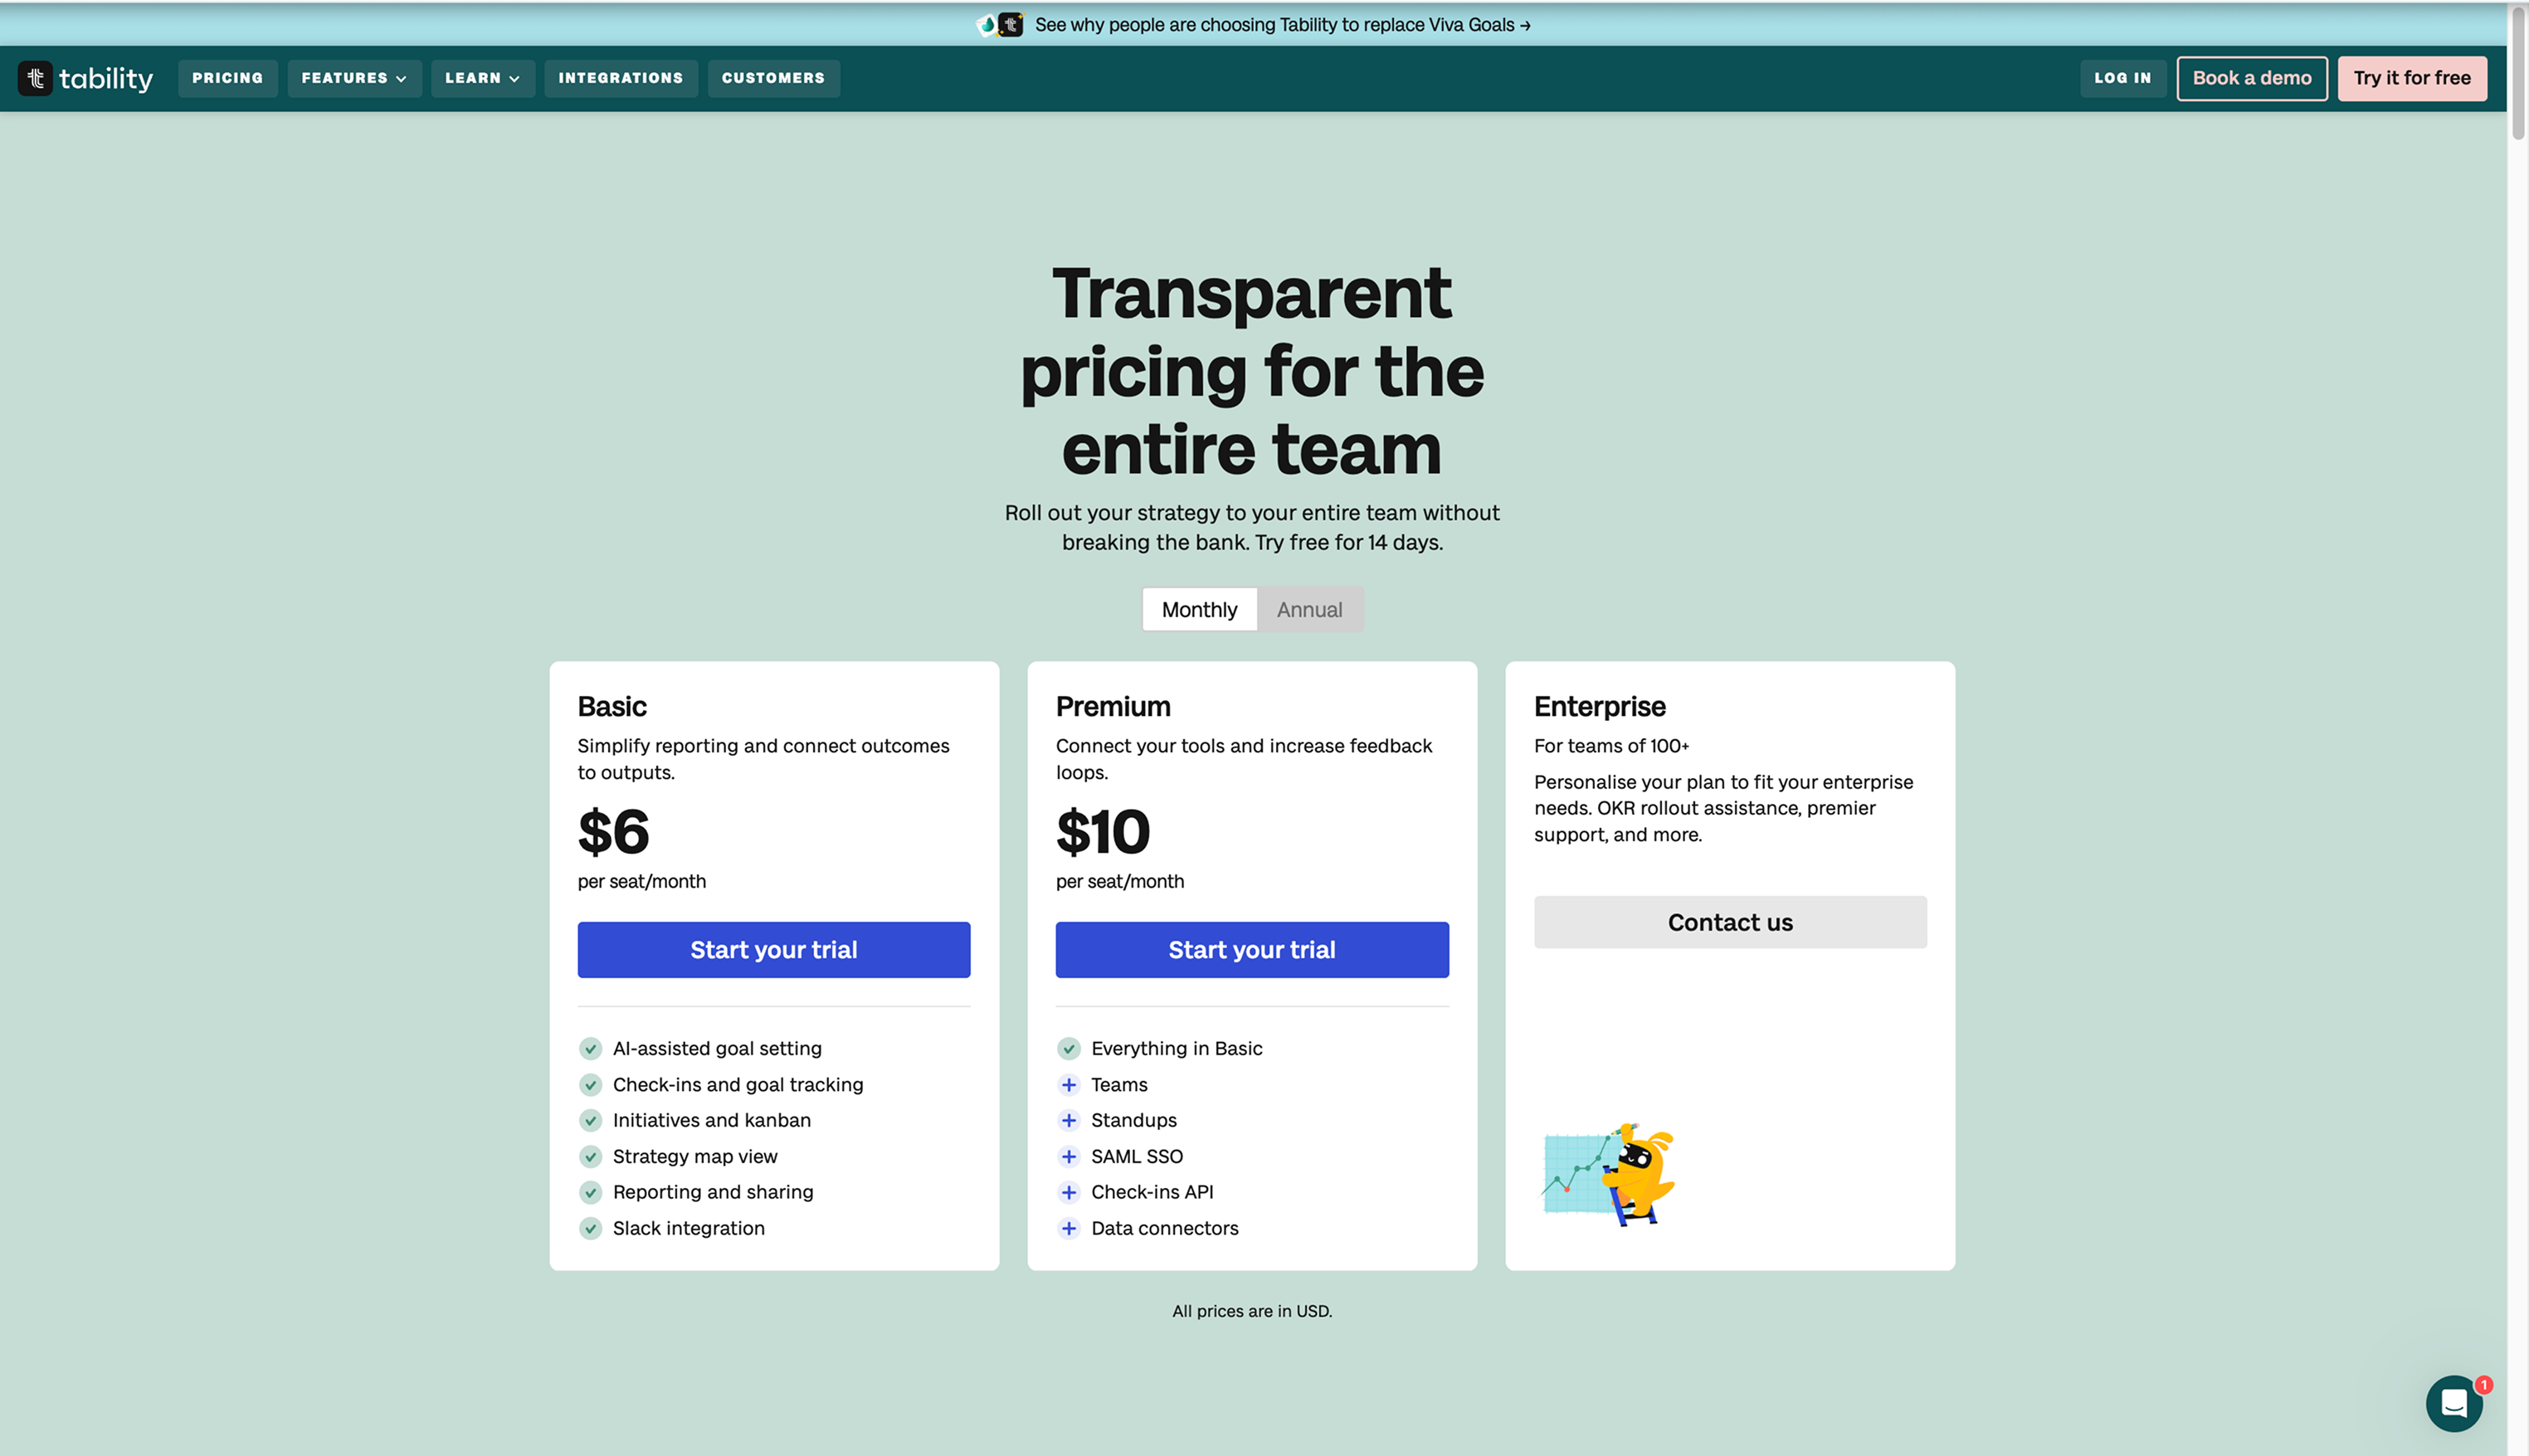 See why people are choosing Tability to replace Viva Goals →
tability
PRICING
FEATURES
LEARN
INTEGRATIONS
CUSTOMERS
LOG IN
Book a demo
Try it for free
Transparent
pricing for the
entire team
Roll out your strategy to your entire team without
breaking the bank. Try free for 14 days.
Monthly
Annual
Basic
Simplify reporting and connect outcomes
to outputs.
$6
per seat/month
Start your trial
AI-assisted goal setting
Check-ins and goal tracking
Initiatives and kanban
Strategy map view
Reporting and sharing
Slack integration
Premium
Connect your tools and increase feedback
loops.
$10
per seat/month
Start your trial
Everything in Basic
Teams
Standups
SAML SSO
Check-ins API
Data connectors
Enterprise
For teams of 100+
Personalise your plan to fit your enterprise
needs. OKR rollout assistance, premier
support, and more.
Contact us
All prices are in USD.
1